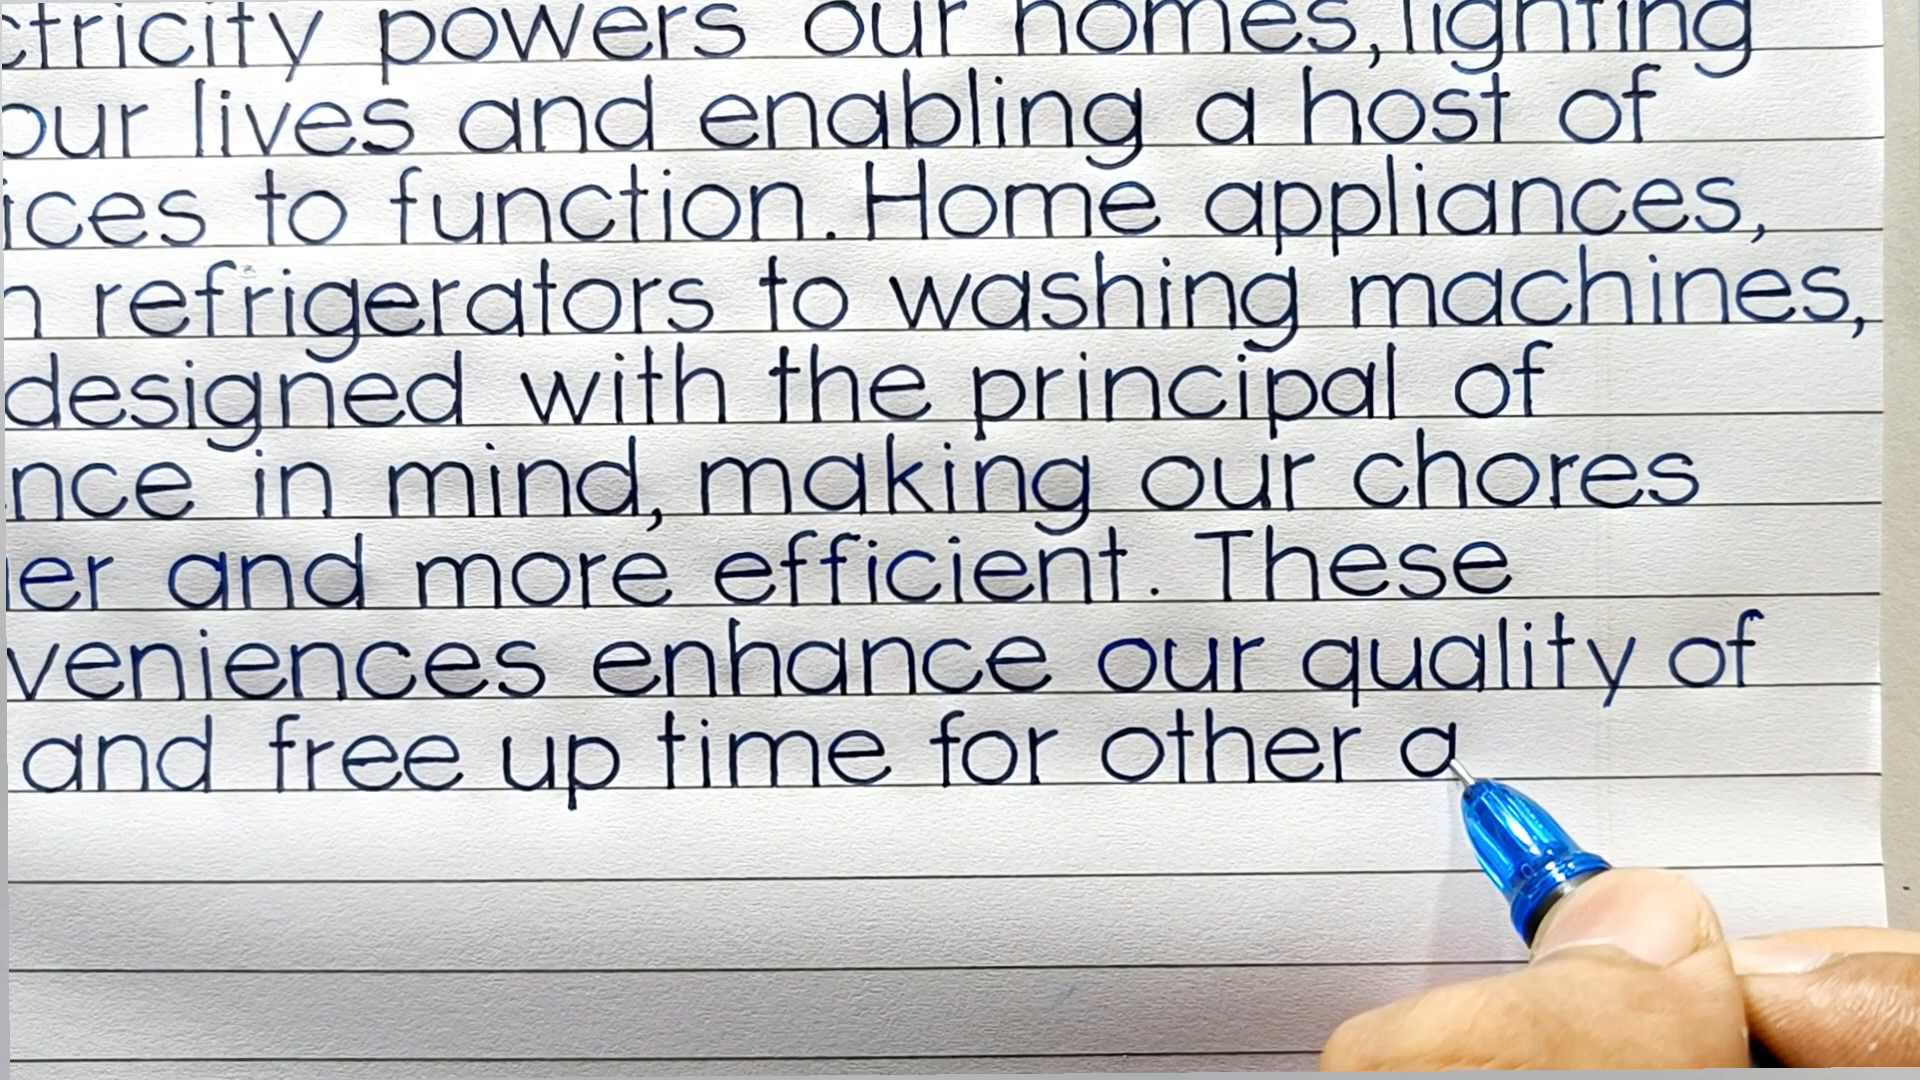 ctricity powers our homes, lighting
our lives and enabling a host of
ices to function. Home appliances,
refrigerators to washing machines,
designed with the principal of
nce in mind, making our chores
er and more efficient. These
veniences enhance our quality of
and free up time for other a